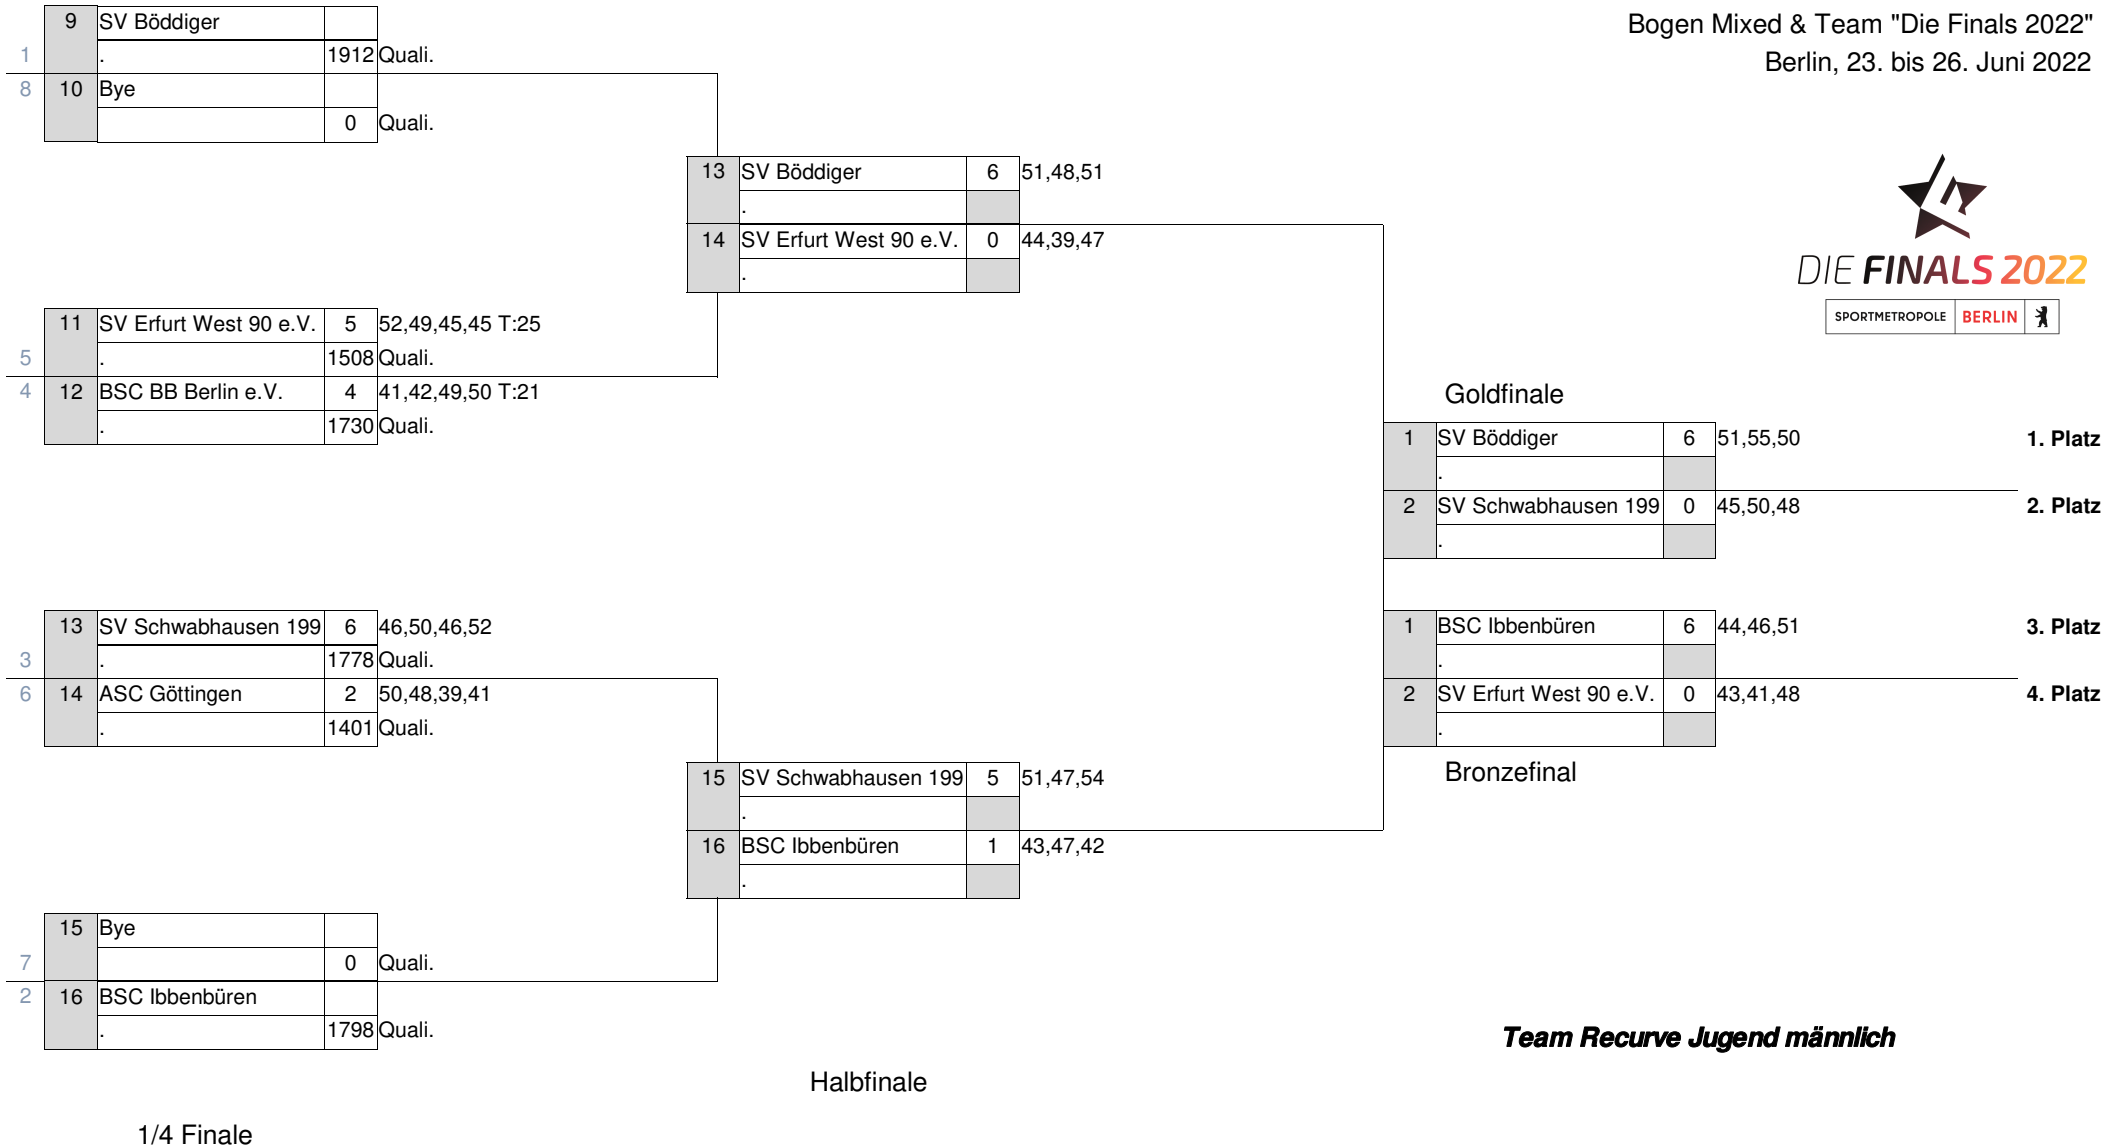 Bogen Mixed & Team "Die Finals 2022"
Berlin, 23. bis 26. Juni 2022
DIE FINALS 2022
SPORTMETROPOLE BERLIN
9 SV Böddiger
1 . 1912 Quali.
8 10 Bye
0 Quali.
11 SV Erfurt West 90 e.V. 5 52,49,45,45 T:25
5 . 1508 Quali.
4 12 BSC BB Berlin e.V. 4 41,42,49,50 T:21
. 1730 Quali.
13 SV Schwabhausen 199 6 46,50,46,52
3 . 1778 Quali.
6 14 ASC Göttingen 2 50,48,39,41
. 1401 Quali.
15 Bye
7 0 Quali.
2 16 BSC Ibbenbüren
. 1798 Quali.
1/4 Finale
13 SV Böddiger 6 51,48,51
.
14 SV Erfurt West 90 e.V. 0 44,39,47
.
15 SV Schwabhausen 199 5 51,47,54
.
16 BSC Ibbenbüren 1 43,47,42
.
Halbfinale
Goldfinale
1 SV Böddiger 6 51,55,50 1. Platz
.
2 SV Schwabhausen 199 0 45,50,48 2. Platz
.
1 BSC Ibbenbüren 6 44,46,51 3. Platz
.
2 SV Erfurt West 90 e.V. 0 43,41,48 4. Platz
.
Bronzefinal
Team Recurve Jugend männlich